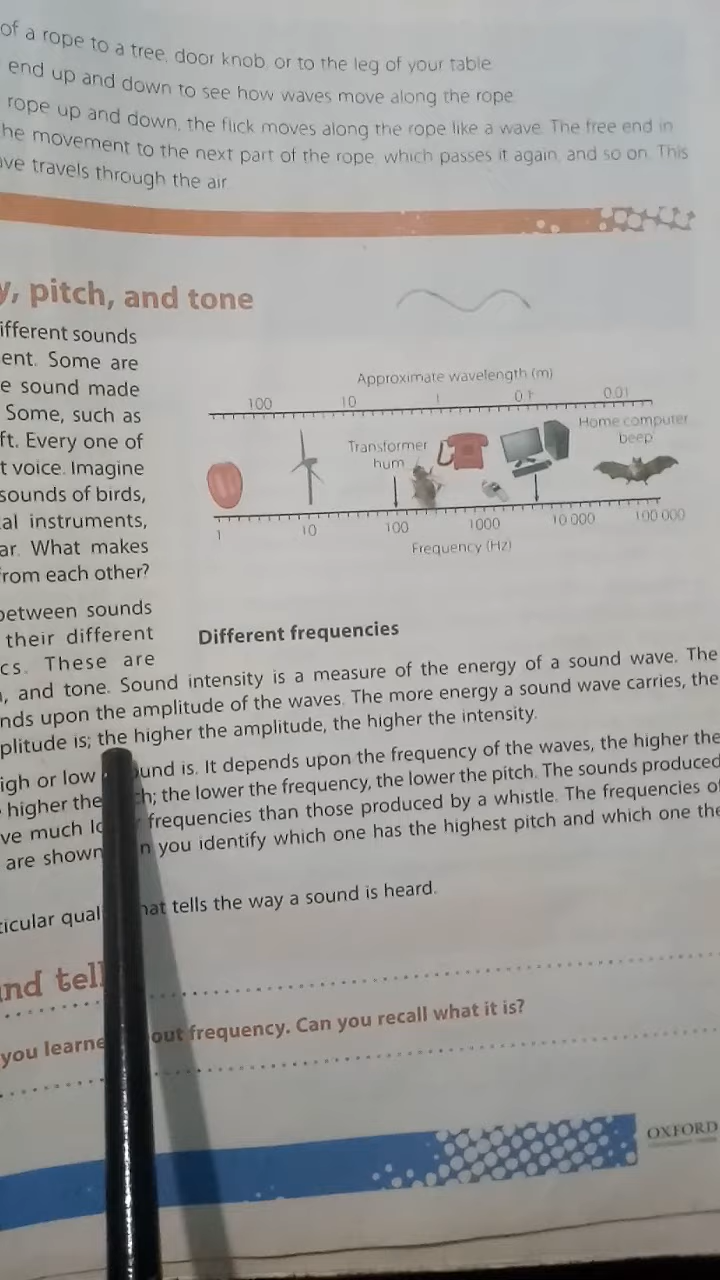 of a rope to a tree, door knob, or to the leg of your table.
end up and down to see how waves move along the rope.
rope up and down, the flick moves along the rope like a wave. The free end in
he movement to the next part of the rope, which passes it again, and so on. This
ve travels through the air.
y, pitch, and tone
ifferent sounds
ent. Some are
e sound made
Some, such as
ft. Every one of
t voice. Imagine
sounds of birds,
al instruments,
ar. What makes
rom each other?
between sounds
their different
cs. These are
Approximate wavelength (m)
100 10 1 0.1 0.01
Transformer
hum
Home computer
beep
1 10 100 1000 10 000 100 000
Frequency (Hz)
Different frequencies
, and tone. Sound intensity is a measure of the energy of a sound wave. The
nds upon the amplitude of the waves. The more energy a sound wave carries, the
plitude is; the higher the amplitude, the higher the intensity.
igh or low und is. It depends upon the frequency of the waves, the higher the
higher the ch; the lower the frequency, the lower the pitch. The sounds produced
ve much lo frequencies than those produced by a whistle. The frequencies of
are shown n you identify which one has the highest pitch and which one the
ticular quali hat tells the way a sound is heard.
nd tell
you learne out frequency. Can you recall what it is?
OXFORD